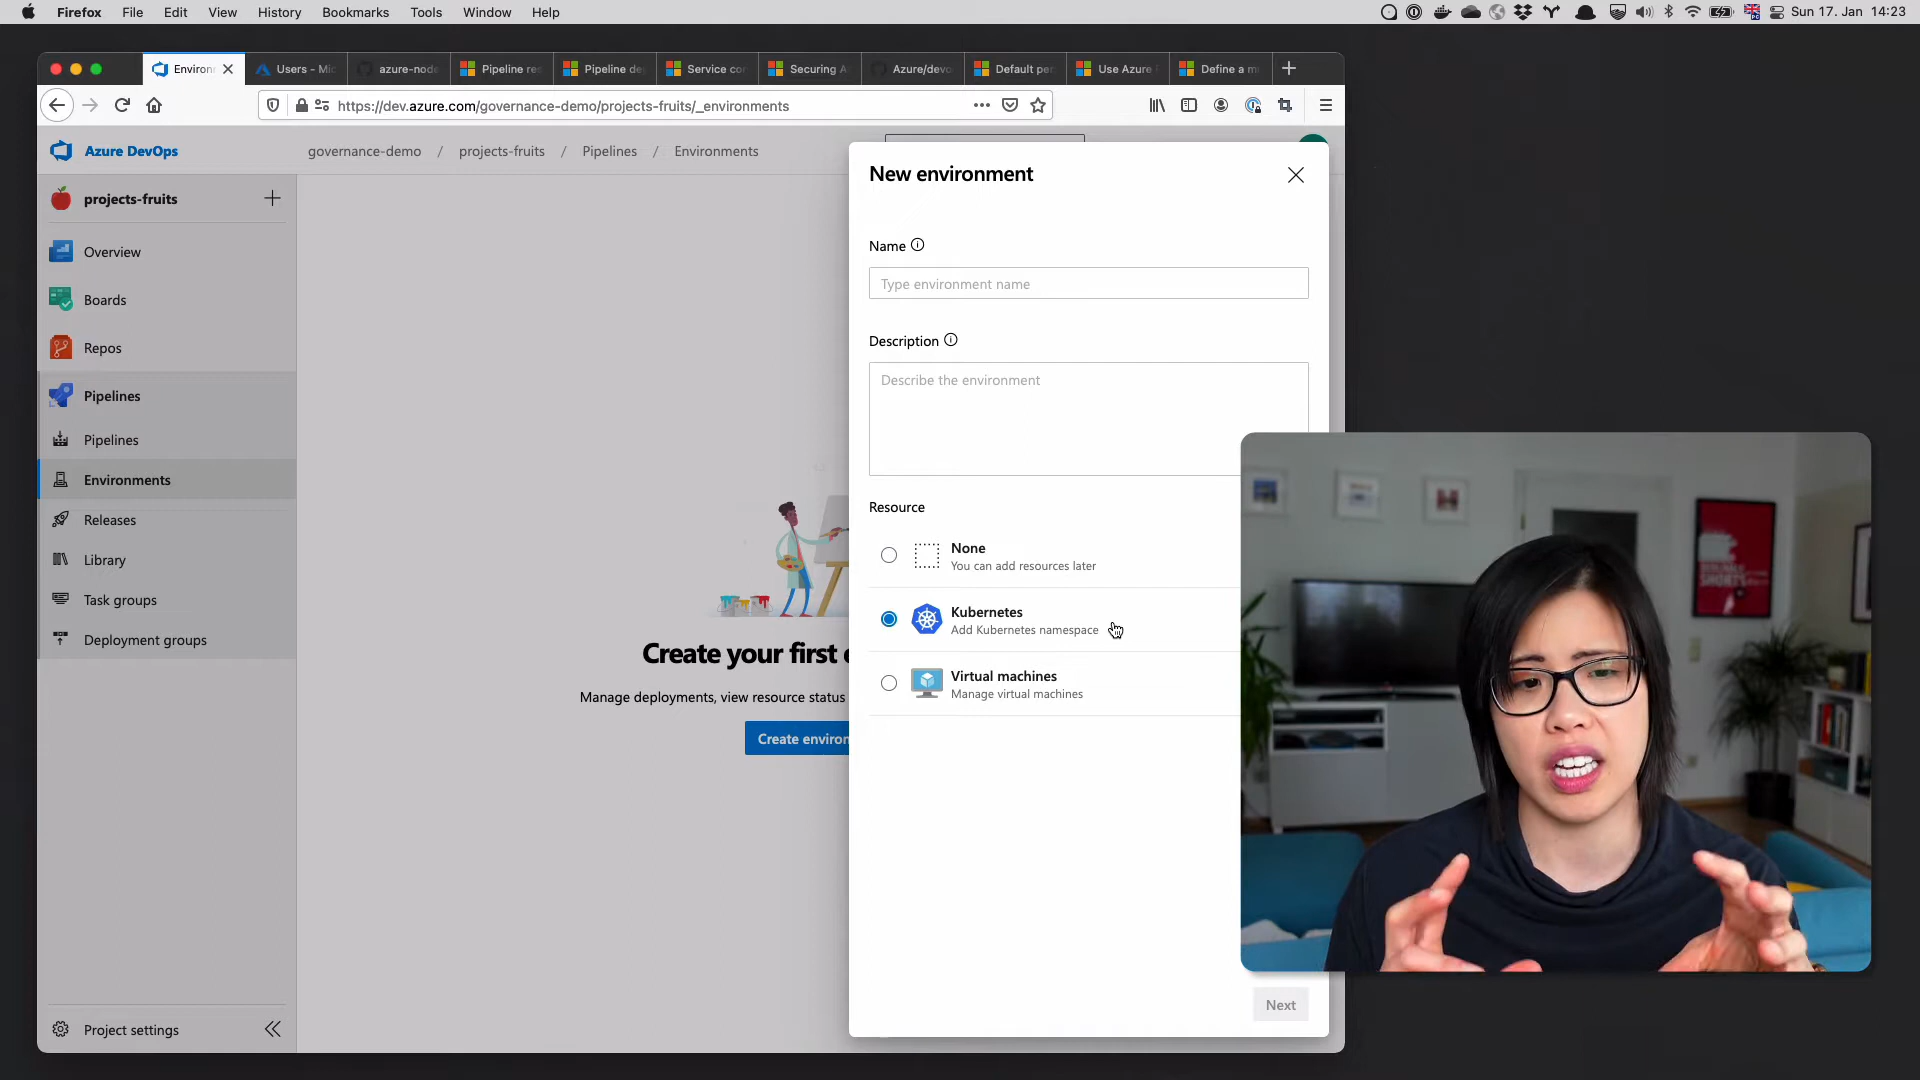 Firefox File Edit View History Bookmarks Tools Window Help
Sun 17. Jan 14:23
Environ
Users - Mic
azure-node
Pipeline res
Pipeline de
Service con
Securing A
Azure/devo
Default per
Use Azure
Define a m
https://dev.azure.com/governance-demo/projects-fruits/_environments
Azure DevOps
governance-demo / projects-fruits / Pipelines / Environments
projects-fruits
Overview
Boards
Repos
Pipelines
Pipelines
Environments
Releases
Library
Task groups
Deployment groups
Project settings
Create your first e
Manage deployments, view resource status
Create environ
New environment
Name
Type environment name
Description
Describe the environment
Resource
None
You can add resources later
Kubernetes
Add Kubernetes namespace
Virtual machines
Manage virtual machines
Next
SHORTS